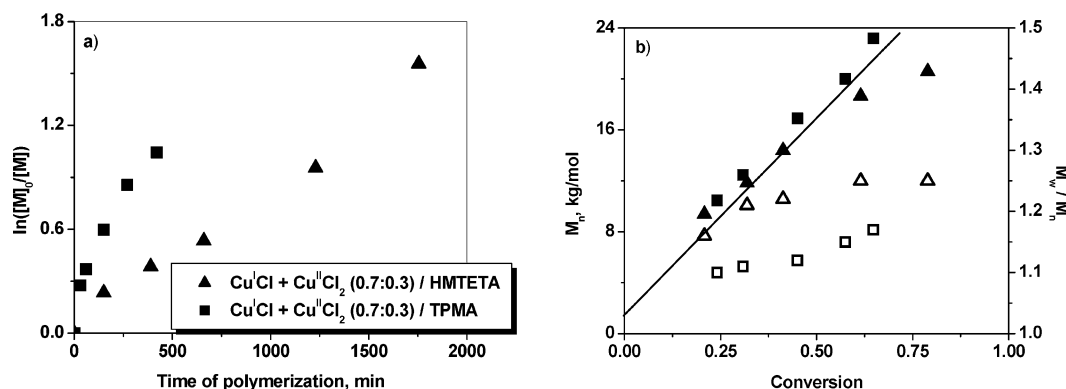 a)
1.8
1.2
0.6
0.0
ln([M]₀/[M])
0 500 1000 1500 2000
Time of polymerization, min
▲ CuᴵCl + CuᴵᴵCl₂ (0.7:0.3) / HMTETA
■ CuᴵCl + CuᴵᴵCl₂ (0.7:0.3) / TPMA
b)
24
16
8
0
Mₙ, kg/mol
0.00 0.25 0.50 0.75 1.00
Conversion
1.5
1.4
1.3
1.2
1.1
1.0
M_w / Mₙ